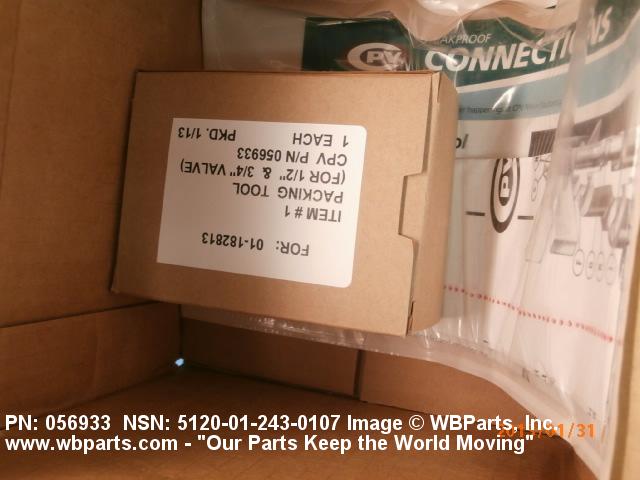 FOR: 01-182813
ITEM # 1
PACKING TOOL
(FOR 1/2" & 3/4" VALVE)
CPV P/N 056933
1 EACH PKD. 1/13
CPV
CONNECTIONS
PN: 056933 NSN: 5120-01-243-0107 Image © WBParts, Inc.
www.wbparts.com - "Our Parts Keep the World Moving"